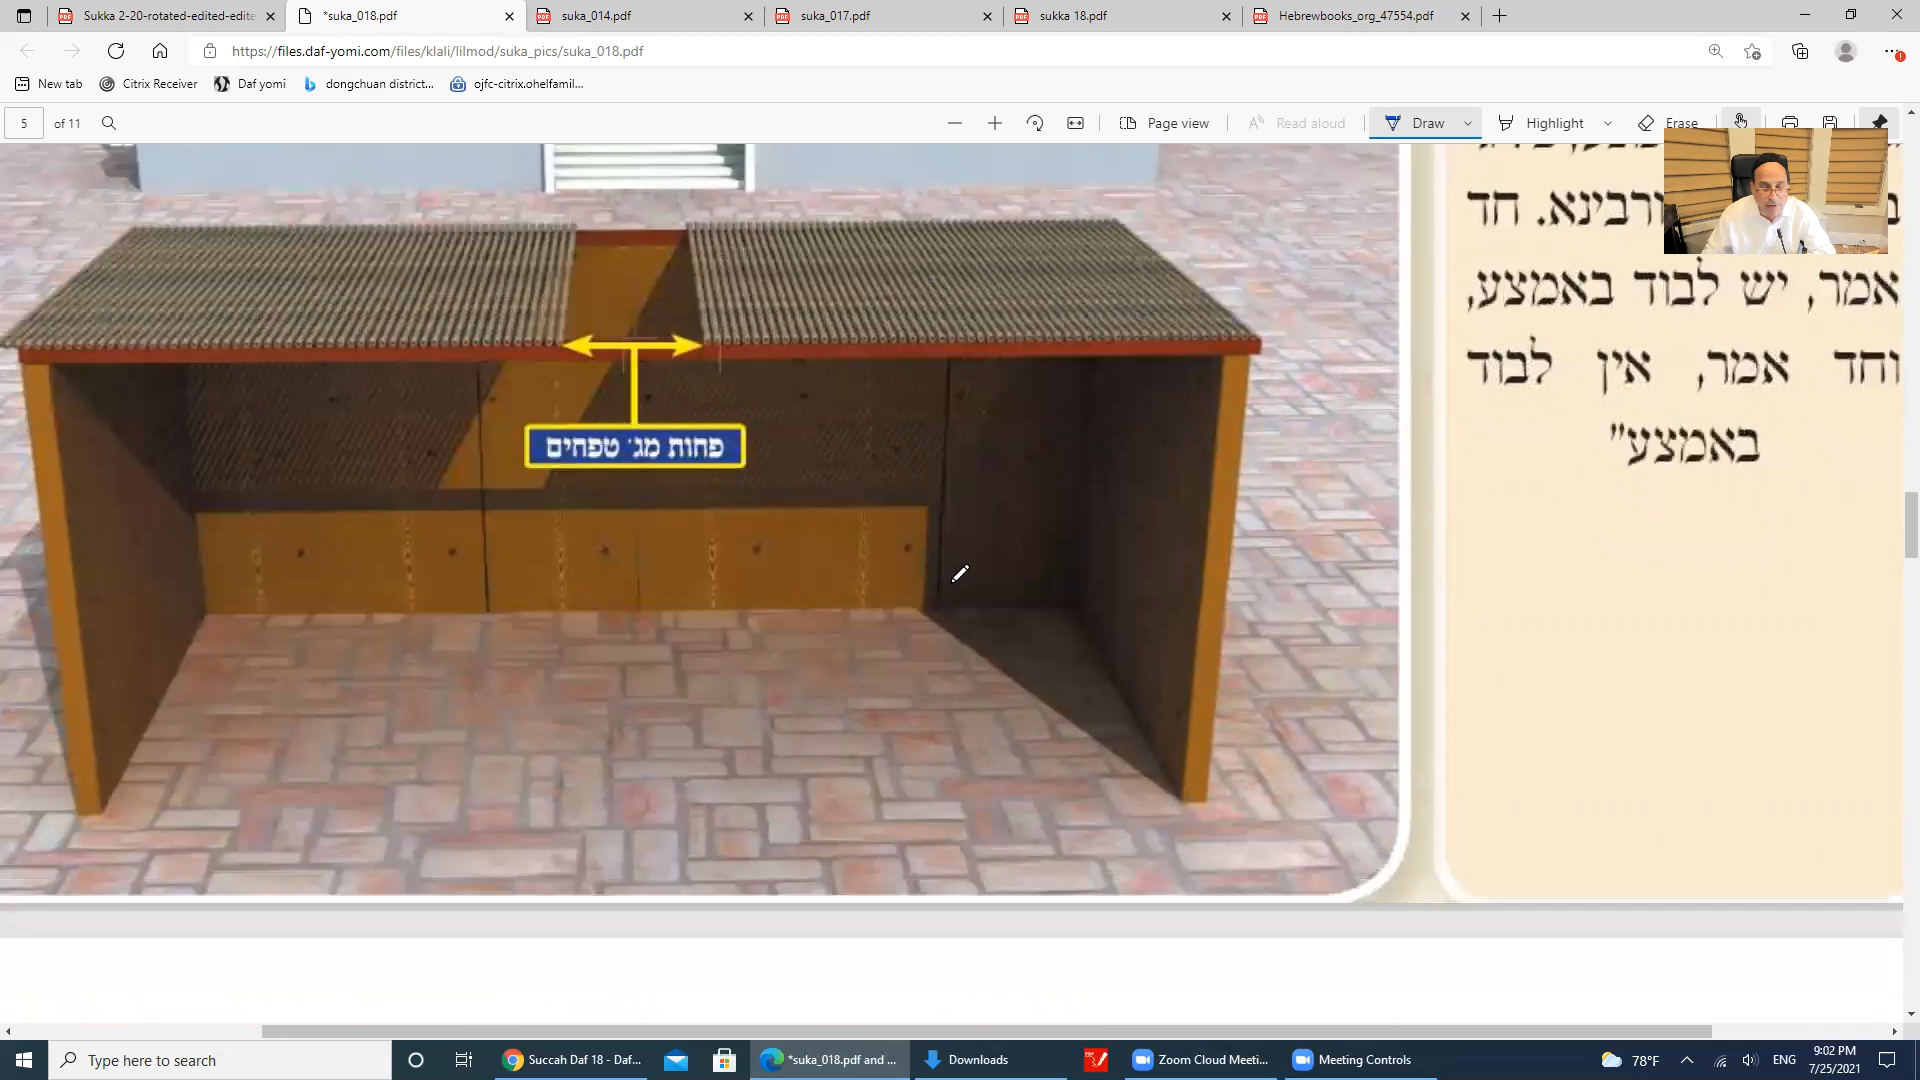 Sukka 2-20-rotated-edited-edite
*suka_018.pdf
suka_014.pdf
suka_017.pdf
sukka 18.pdf
Hebrewbooks_org_47554.pdf
https://files.daf-yomi.com/files/klali/lilmod/suka_pics/suka_018.pdf
New tab
Citrix Receiver
Daf yomi
dongchuan district...
ojfc-citrix.ohelfamil...
5 of 11
Page view
Read aloud
Draw
Highlight
Erase
ורבינא. חד
אמר, יש לבוד באמצע,
וחד אמר, אין לבוד
באמצע"
פחות מג' טפחים
Type here to search
Succah Daf 18 - Daf...
*suka_018.pdf and ...
Downloads
Zoom Cloud Meeti...
Meeting Controls
78°F
ENG
9:02 PM
7/25/2021